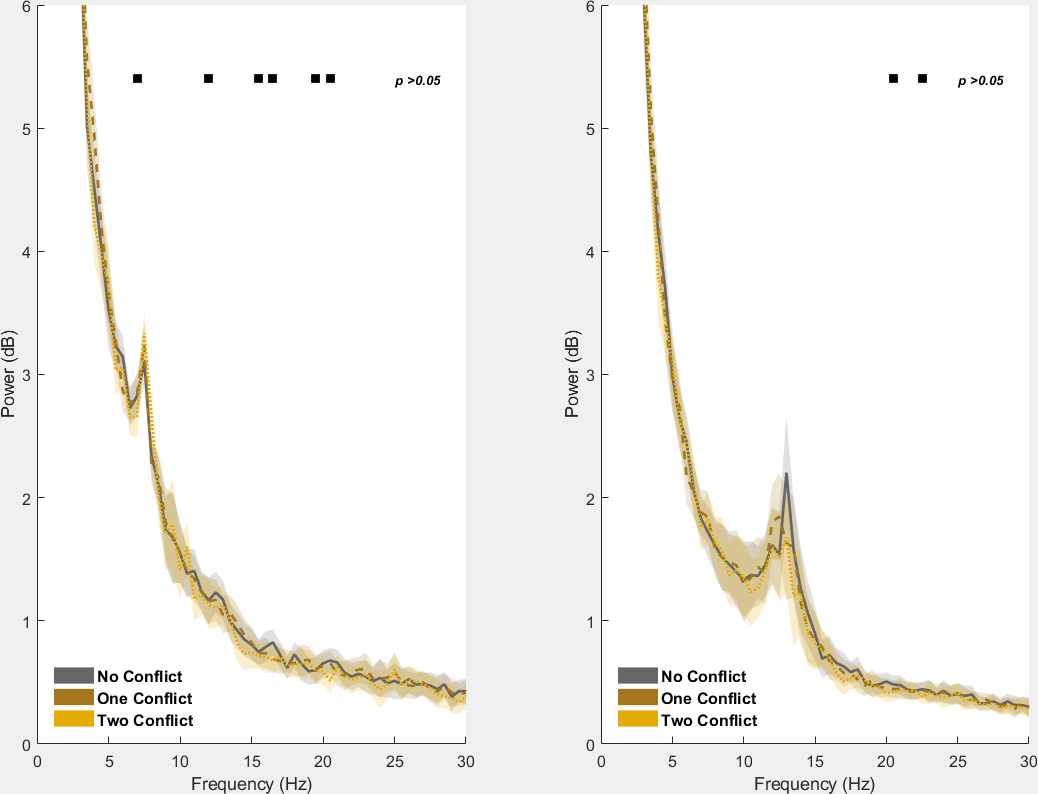 6
5
4
3
2
1
0
Power (dB)
p >0.05
No Conflict
One Conflict
Two Conflict
0 5 10 15 20 25 30
Frequency (Hz)
6
5
4
3
2
1
0
Power (dB)
p >0.05
No Conflict
One Conflict
Two Conflict
0 5 10 15 20 25 30
Frequency (Hz)